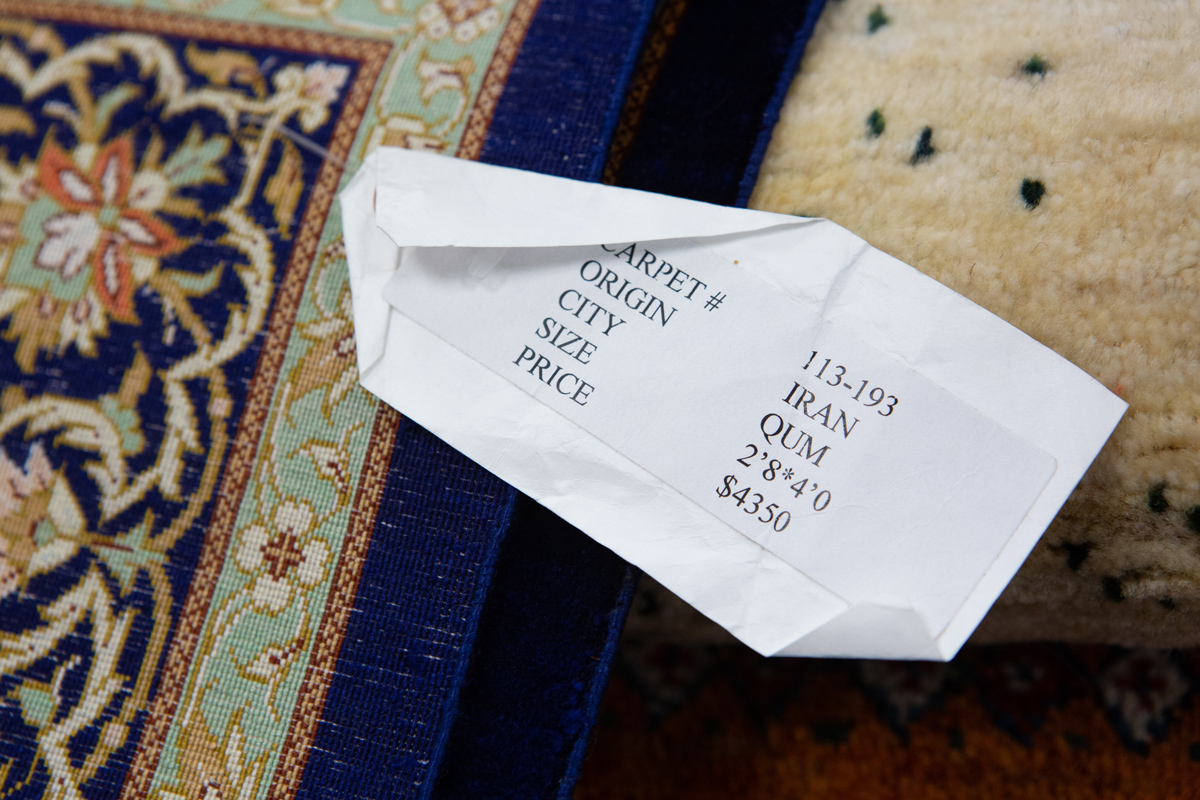 CARPET # 113-193
ORIGIN IRAN
CITY QUM
SIZE 2'8*4'0
PRICE $4350